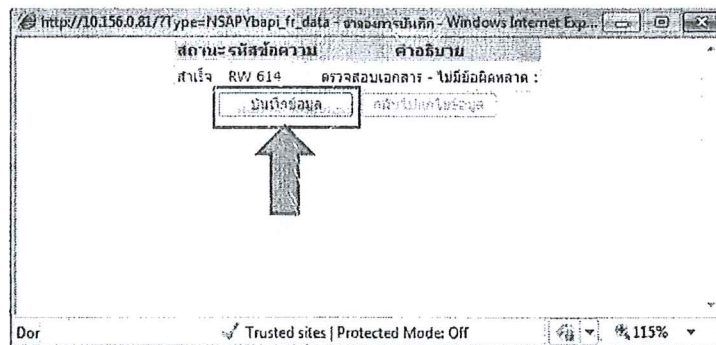 http://10.156.0.81/?Type=NSAPYbapi_fr_data - จำลองการบันทึก - Windows Internet Exp...
สถานะ รหัสข้อความ คำอธิบาย
สำเร็จ RW 614 ตรวจสอบเอกสาร - ไม่มีข้อผิดพลาด :
บันทึกข้อมูล กลับไปแก้ไขข้อมูล
Dor Trusted sites | Protected Mode: Off 115%